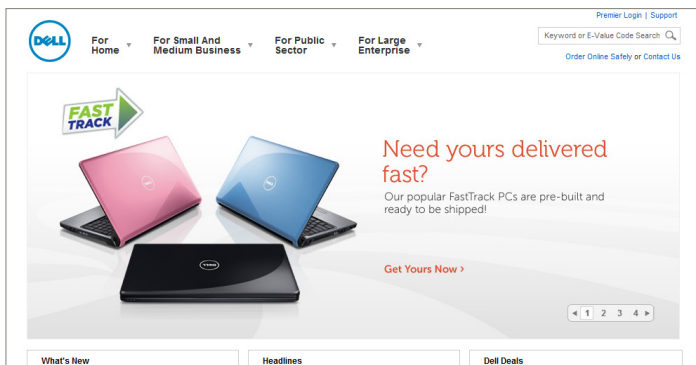 Premier Login | Support
DELL
For Home
For Small And Medium Business
For Public Sector
For Large Enterprise
Keyword or E-Value Code Search
Order Online Safely or Contact Us
FAST
TRACK
Need yours delivered
fast?
Our popular FastTrack PCs are pre-built and
ready to be shipped!
Get Yours Now >
1 2 3 4
What's New
Headlines
Dell Deals